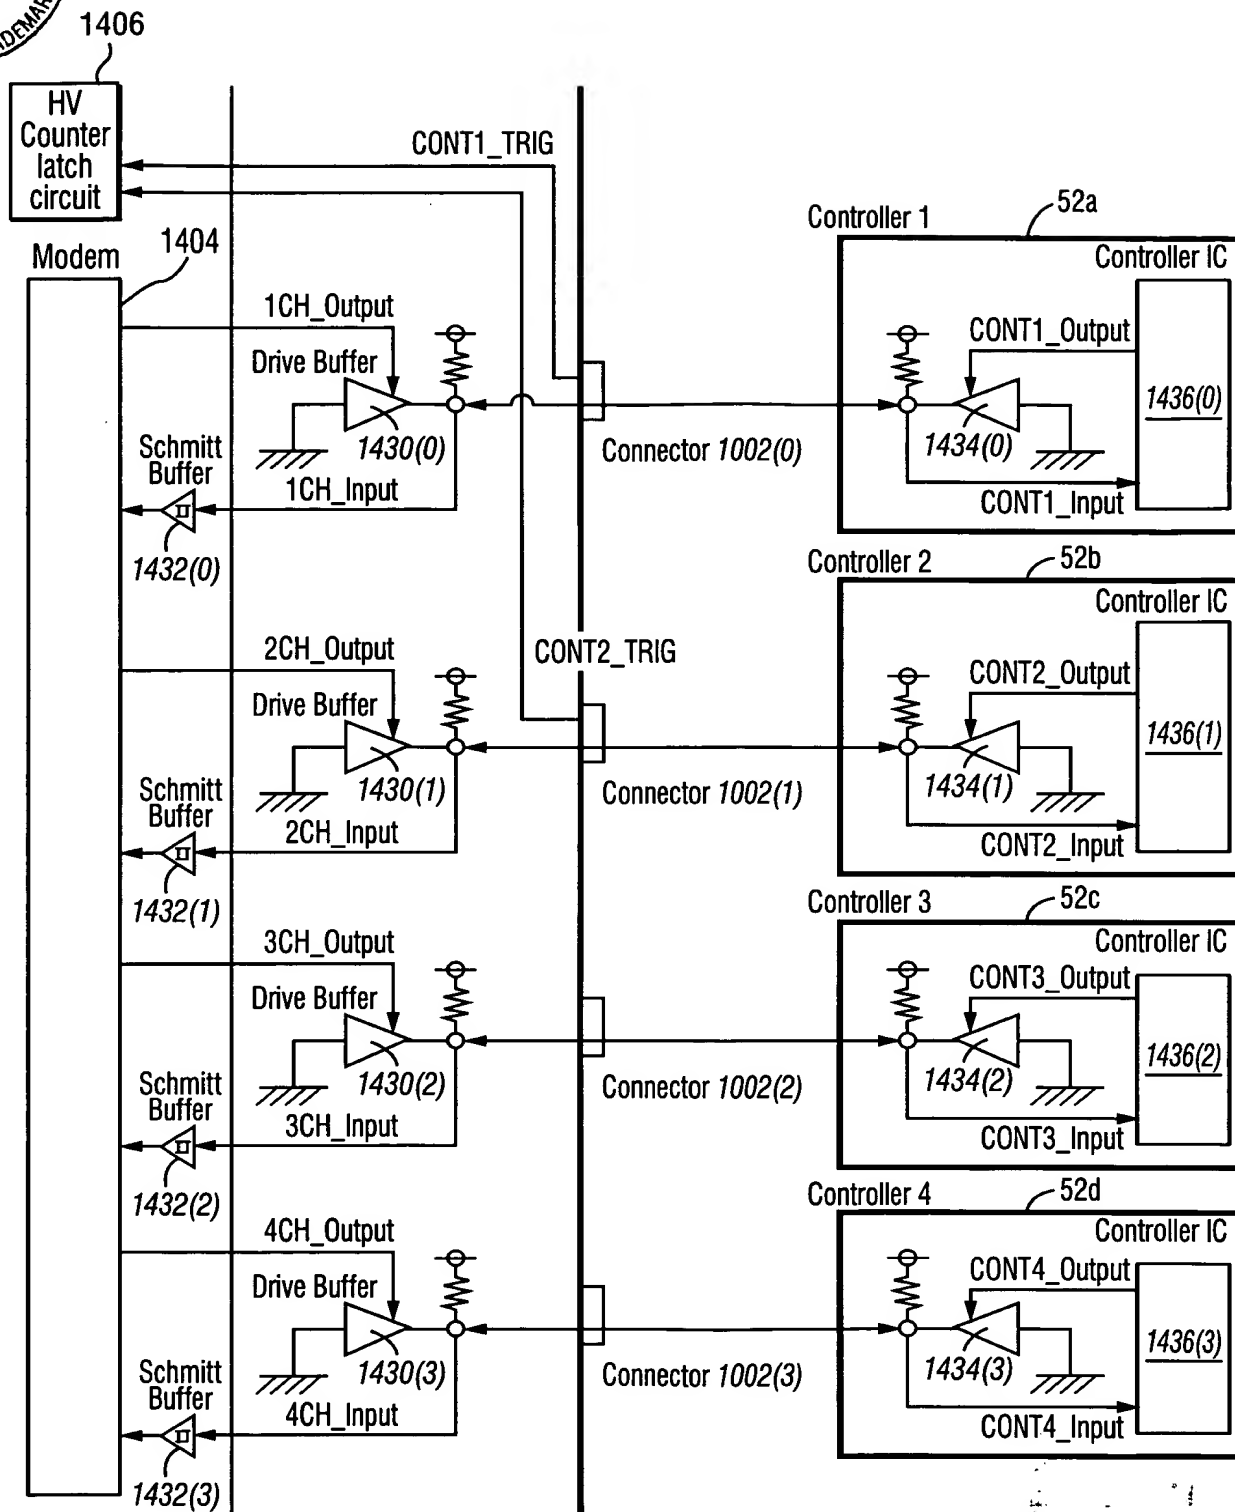 1406
HV
Counter
latch
circuit
CONT1_TRIG
Modem
1404
1CH_Output
Drive Buffer
1430(0)
Schmitt
Buffer
1CH_Input
1432(0)
Connector 1002(0)
Controller 1
52a
Controller IC
CONT1_Output
1436(0)
1434(0)
CONT1_Input
2CH_Output
CONT2_TRIG
Drive Buffer
1430(1)
Schmitt
Buffer
2CH_Input
1432(1)
Connector 1002(1)
Controller 2
52b
Controller IC
CONT2_Output
1436(1)
1434(1)
CONT2_Input
3CH_Output
Drive Buffer
1430(2)
Schmitt
Buffer
3CH_Input
1432(2)
Connector 1002(2)
Controller 3
52c
Controller IC
CONT3_Output
1436(2)
1434(2)
CONT3_Input
4CH_Output
Drive Buffer
1430(3)
Schmitt
Buffer
4CH_Input
1432(3)
Connector 1002(3)
Controller 4
52d
Controller IC
CONT4_Output
1436(3)
1434(3)
CONT4_Input